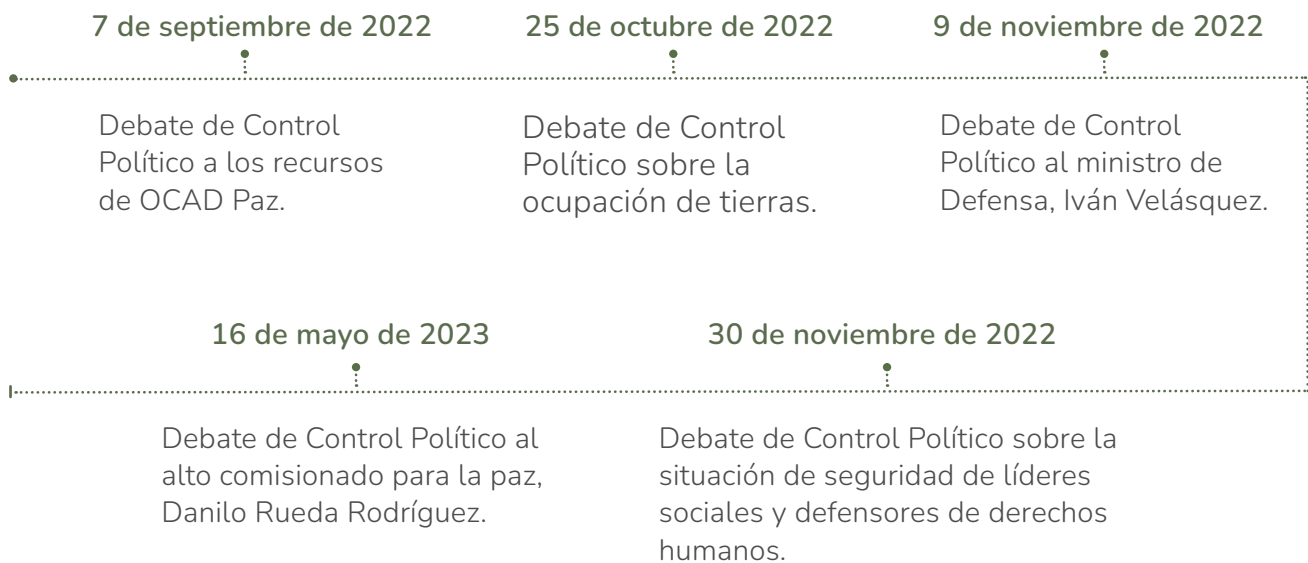 7 de septiembre de 2022
Debate de Control
Político a los recursos
de OCAD Paz.
25 de octubre de 2022
Debate de Control
Político sobre la
ocupación de tierras.
9 de noviembre de 2022
Debate de Control
Político al ministro de
Defensa, Iván Velásquez.
30 de noviembre de 2022
Debate de Control Político sobre la
situación de seguridad de líderes
sociales y defensores de derechos
humanos.
16 de mayo de 2023
Debate de Control Político al
alto comisionado para la paz,
Danilo Rueda Rodríguez.